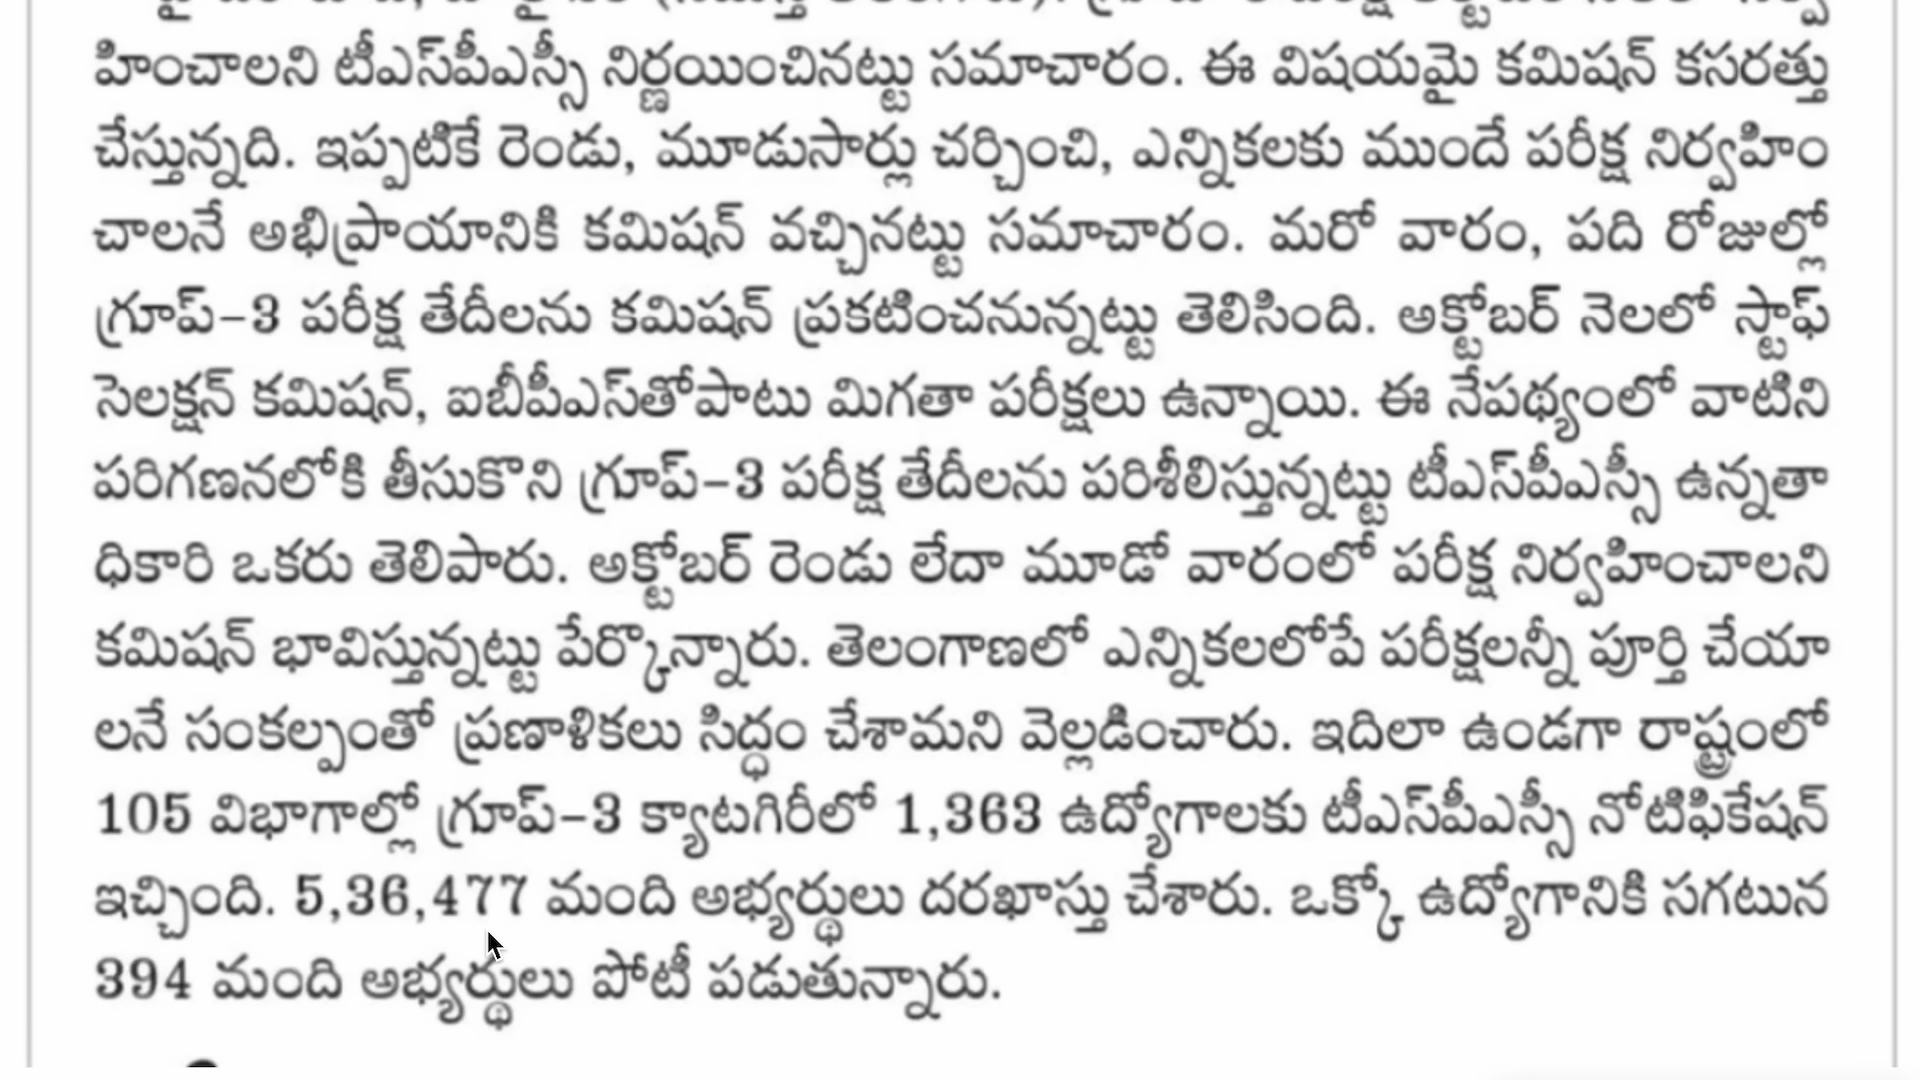 హించాలని టీఎస్‌పీఎస్సీ నిర్ణయించినట్టు సమాచారం. ఈ విషయమై కమిషన్ కసరత్తు
చేస్తున్నది. ఇప్పటికే రెండు, మూడుసార్లు చర్చించి, ఎన్నికలకు ముందే పరీక్ష నిర్వహిం
చాలనే అభిప్రాయానికి కమిషన్ వచ్చినట్టు సమాచారం. మరో వారం, పది రోజుల్లో
గ్రూప్-3 పరీక్ష తేదీలను కమిషన్ ప్రకటించనున్నట్టు తెలిసింది. అక్టోబర్ నెలలో స్టాఫ్
సెలక్షన్ కమిషన్, ఐబీపీఎస్‌తోపాటు మిగతా పరీక్షలు ఉన్నాయి. ఈ నేపథ్యంలో వాటిని
పరిగణనలోకి తీసుకొని గ్రూప్-3 పరీక్ష తేదీలను పరిశీలిస్తున్నట్టు టీఎస్‌పీఎస్సీ ఉన్నతా
ధికారి ఒకరు తెలిపారు. అక్టోబర్ రెండు లేదా మూడో వారంలో పరీక్ష నిర్వహించాలని
కమిషన్ భావిస్తున్నట్టు పేర్కొన్నారు. తెలంగాణలో ఎన్నికలలోపే పరీక్షలన్నీ పూర్తి చేయా
లనే సంకల్పంతో ప్రణాళికలు సిద్ధం చేశామని వెల్లడించారు. ఇదిలా ఉండగా రాష్ట్రంలో
105 విభాగాల్లో గ్రూప్-3 క్యాటగిరీలో 1,363 ఉద్యోగాలకు టీఎస్‌పీఎస్సీ నోటిఫికేషన్
ఇచ్చింది. 5,36,477 మంది అభ్యర్థులు దరఖాస్తు చేశారు. ఒక్కో ఉద్యోగానికి సగటున
394 మంది అభ్యర్థులు పోటీ పడుతున్నారు.